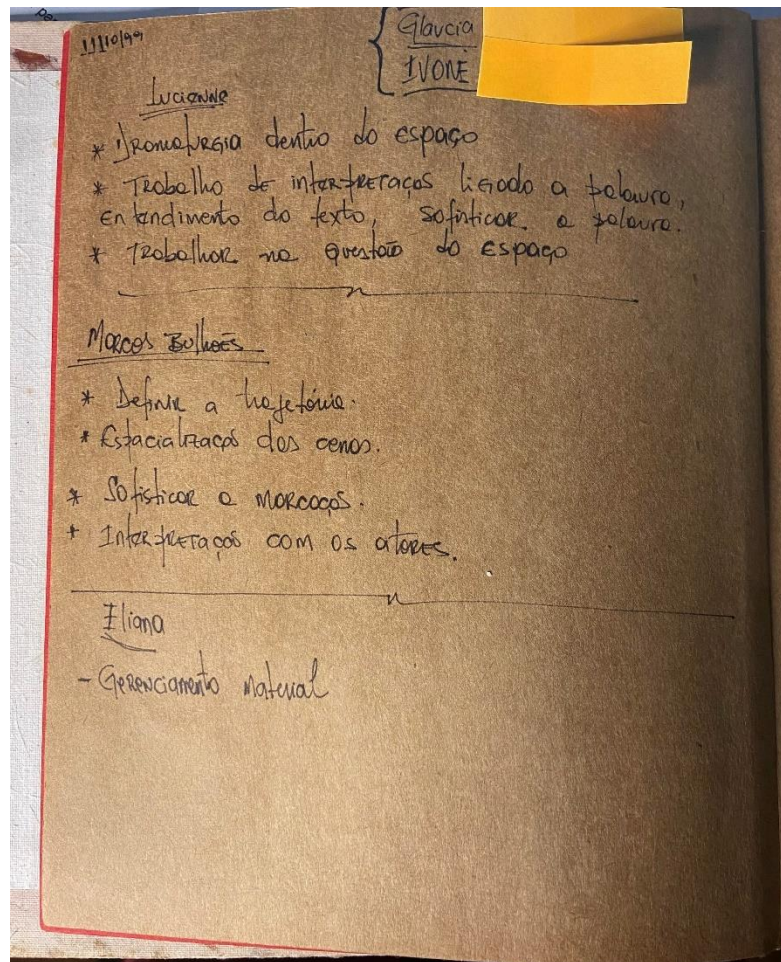 11/10/99
Glaucia
IVONE
Lucienne
* Dramaturgia dentro do espaço
* Trabalho de interpretação ligado a palavra,
entendimento do texto, sofisticar a palavra.
* Trabalhar na questão do espaço
Marcos Bulhões
* Definir a trajetória.
* Espacialização das cenas.
* Sofisticar a marcação.
* Interpretação com os atores.
Eliana
- Gerenciamento Material